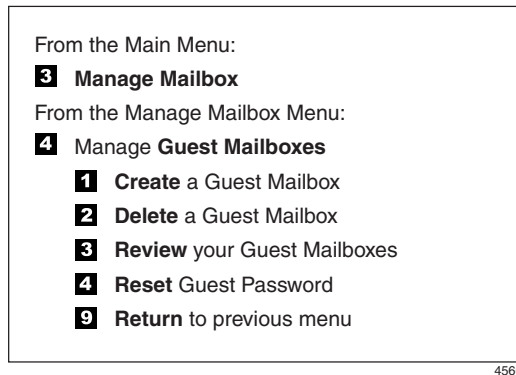 From the Main Menu:
3 Manage Mailbox
From the Manage Mailbox Menu:
4 Manage Guest Mailboxes
1 Create a Guest Mailbox
2 Delete a Guest Mailbox
3 Review your Guest Mailboxes
4 Reset Guest Password
9 Return to previous menu
456